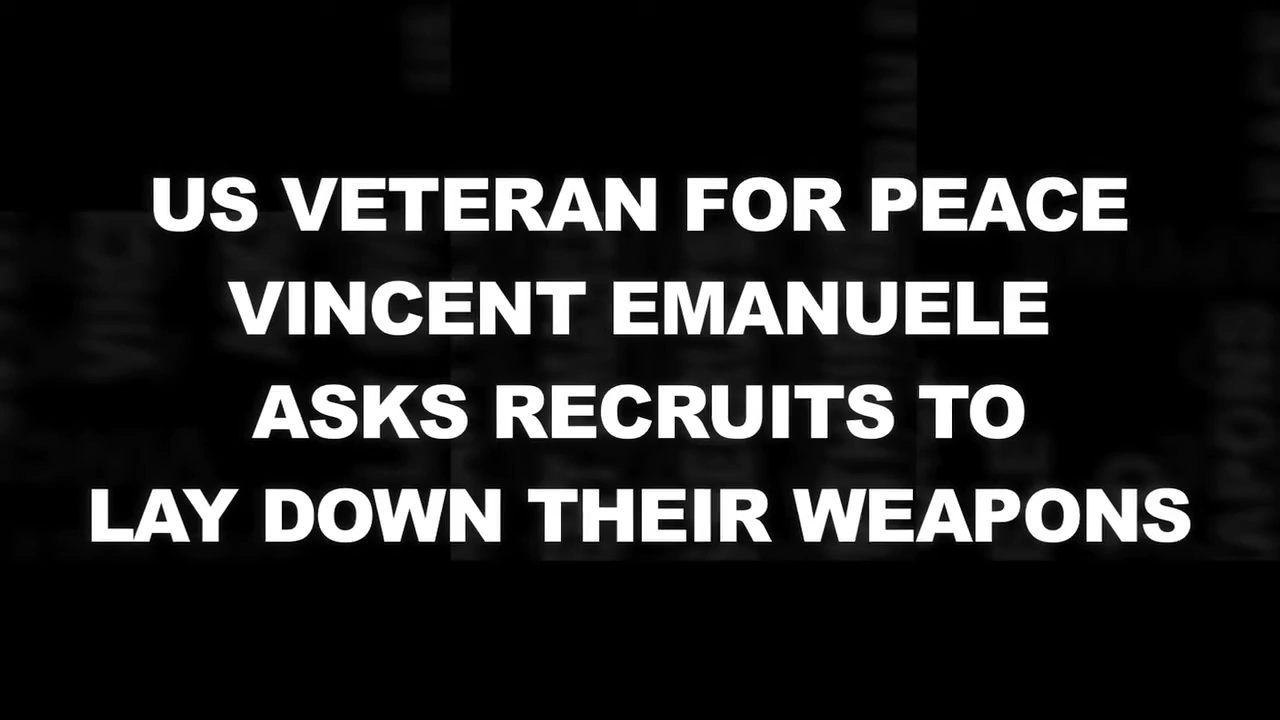 US VETERAN FOR PEACE
VINCENT EMANUELE
ASKS RECRUITS TO
LAY DOWN THEIR WEAPONS